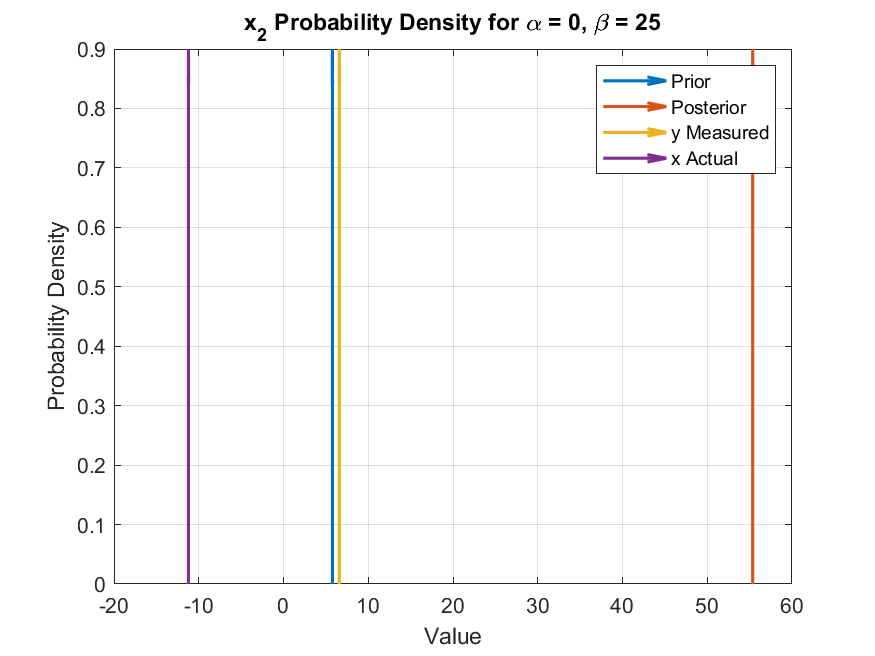 x₂ Probability Density for α = 0, β = 25
Probability Density
0.9
0.8
0.7
0.6
0.5
0.4
0.3
0.2
0.1
0
Prior
Posterior
y Measured
x Actual
-20 -10 0 10 20 30 40 50 60
Value